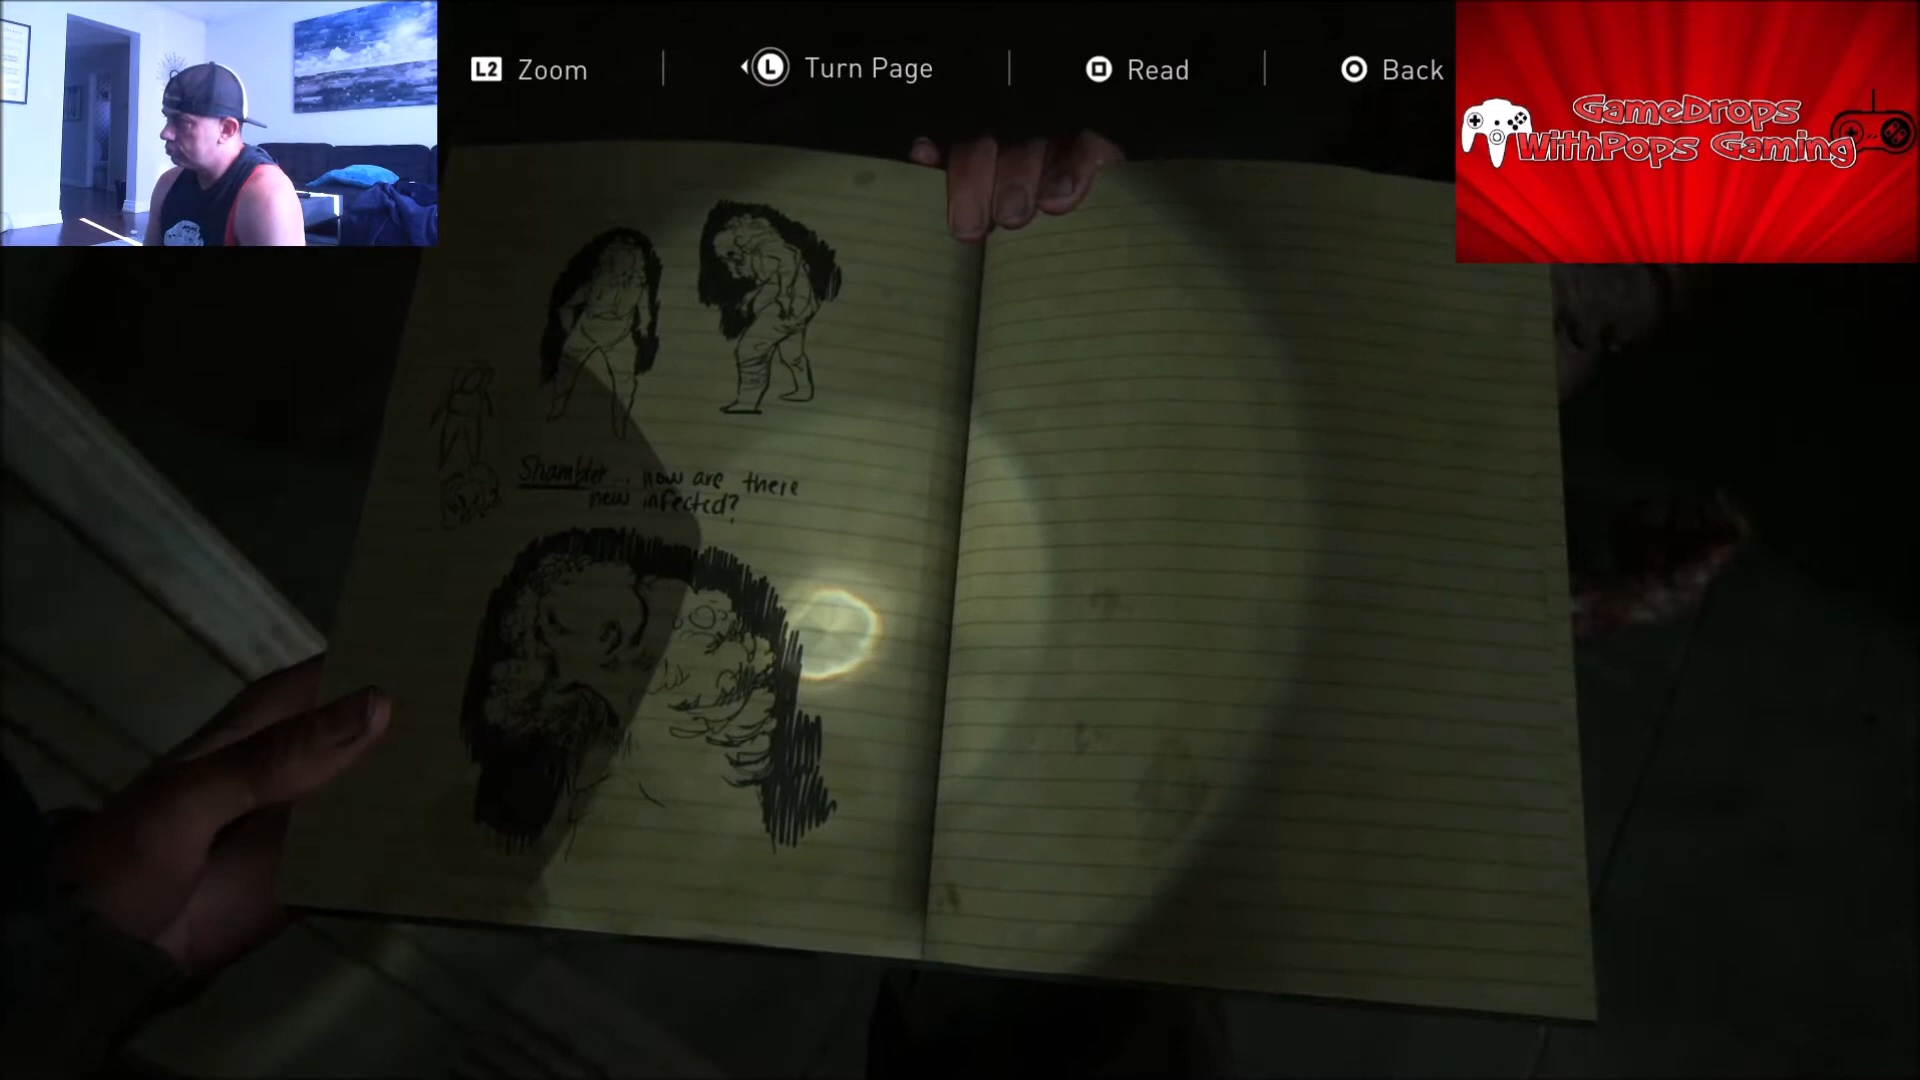 L2 Zoom
L Turn Page
Read
Back
GameDrops
WithPops Gaming
Shambler... how are there
new infected?